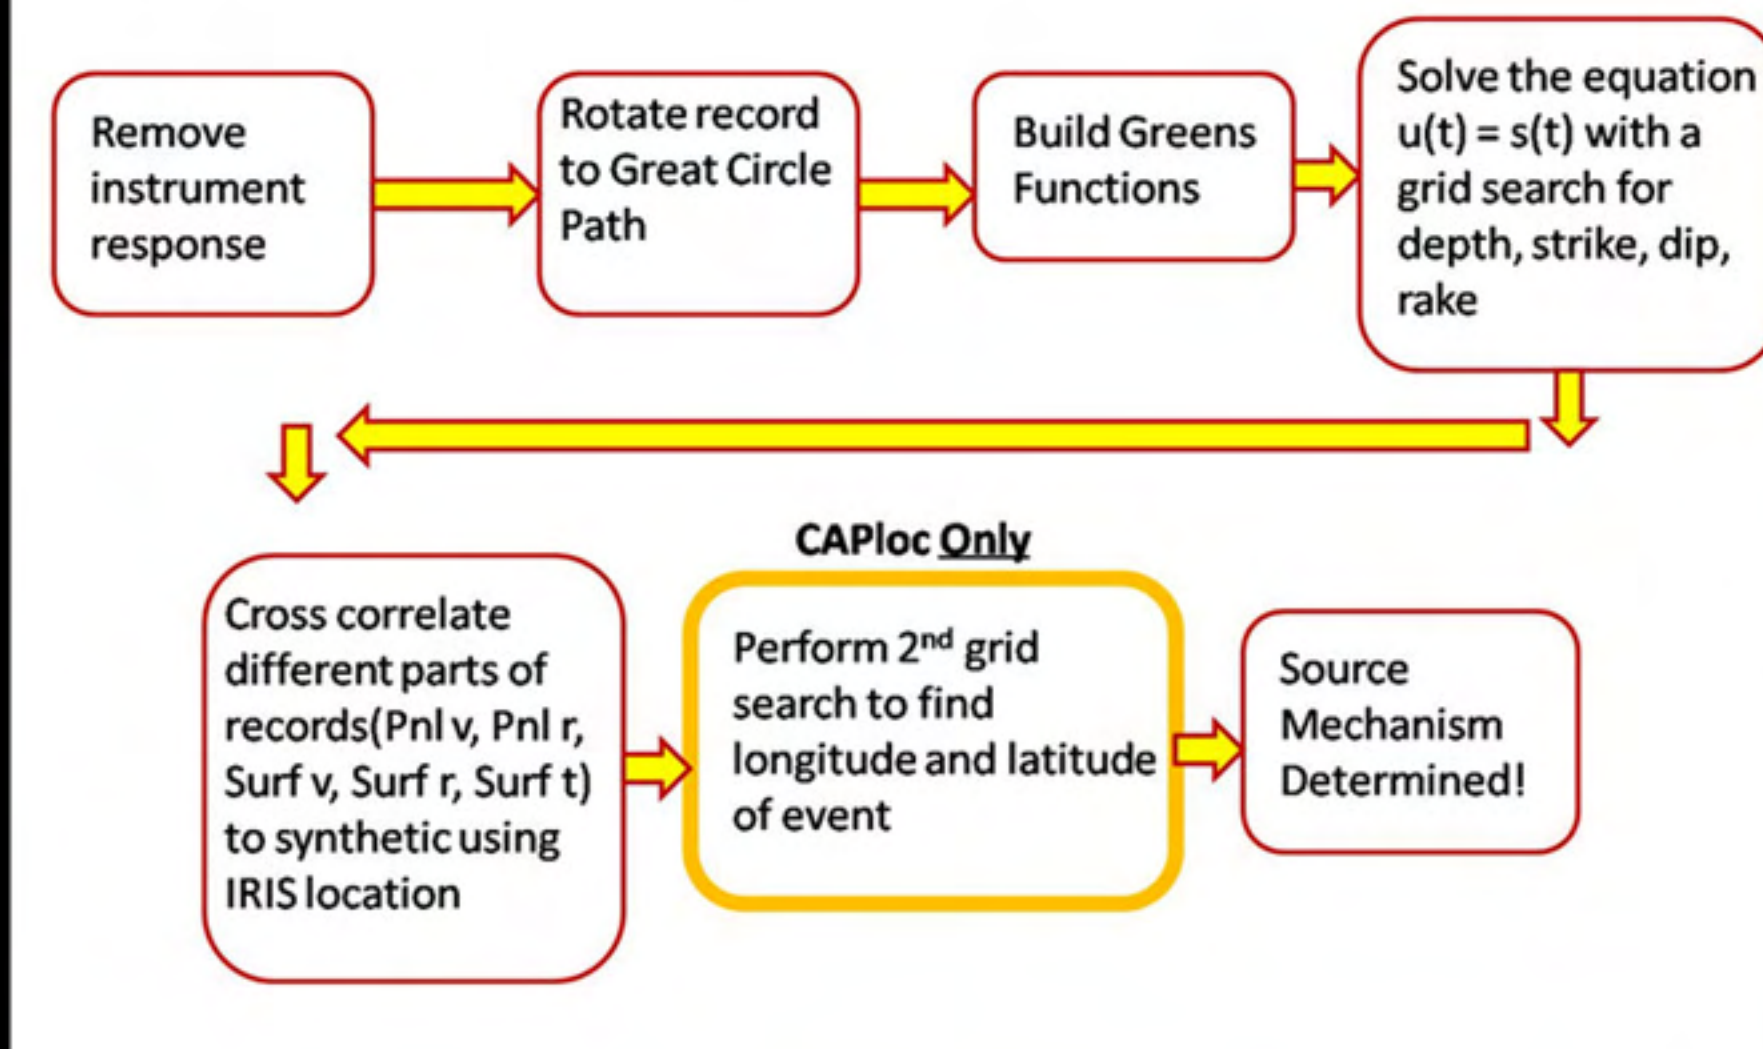 Remove
instrument
response
Rotate record
to Great Circle
Path
Build Greens
Functions
Solve the equation
u(t) = s(t) with a
grid search for
depth, strike, dip,
rake
Cross correlate
different parts of
records(Pnl v, Pnl r,
Surf v, Surf r, Surf t)
to synthetic using
IRIS location
CAPloc Only
Perform 2nd grid
search to find
longitude and latitude
of event
Source
Mechanism
Determined!